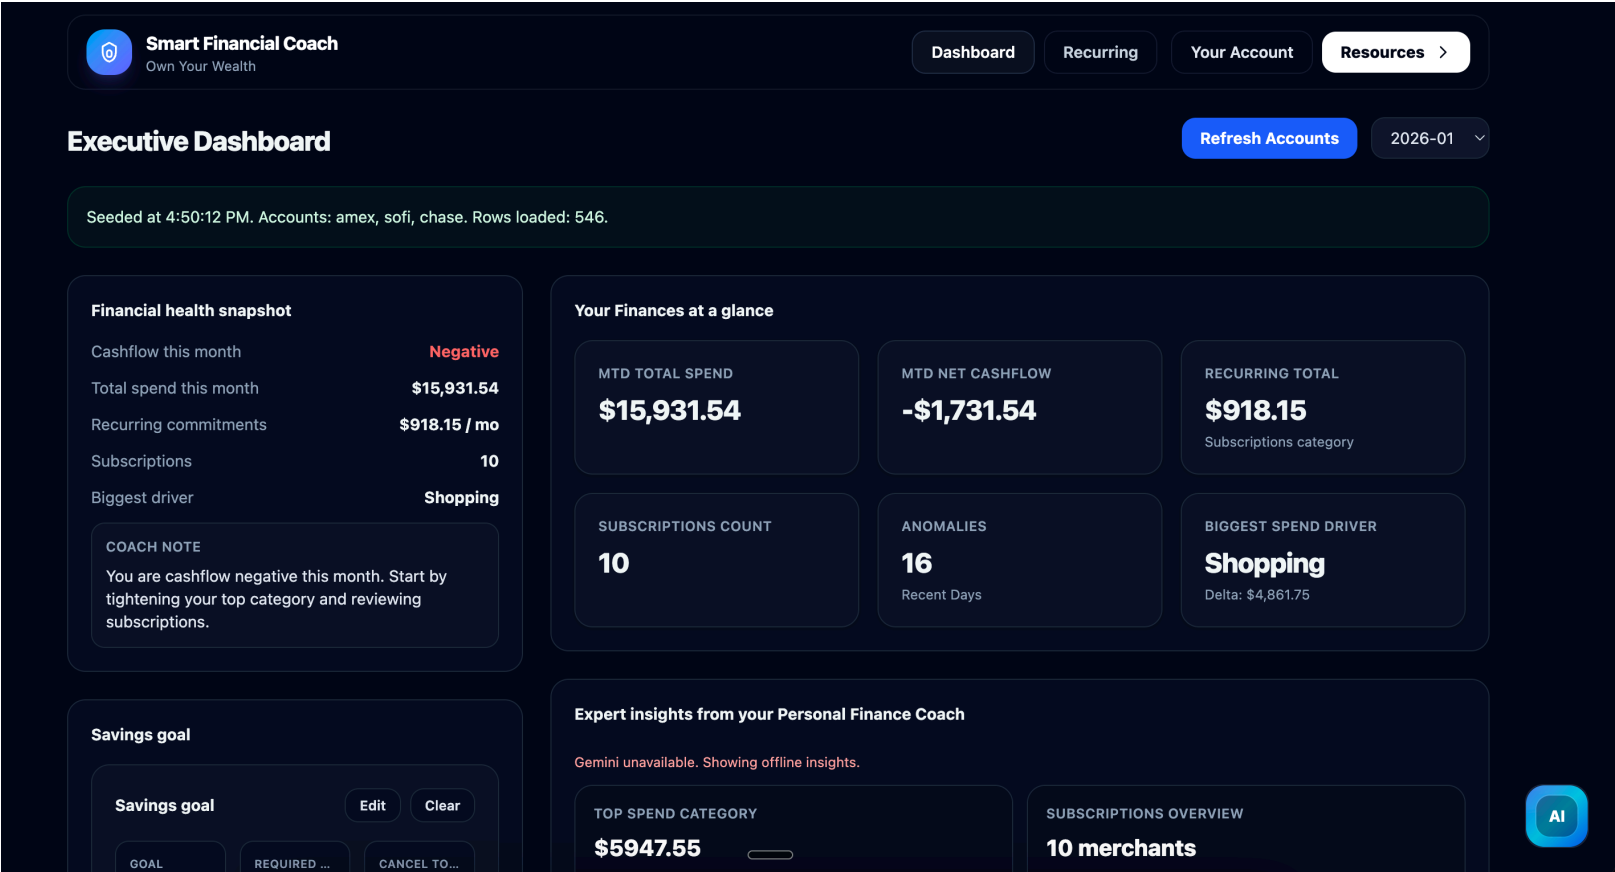 Smart Financial Coach
Own Your Wealth
Dashboard
Recurring
Your Account
Resources
Executive Dashboard
Refresh Accounts
2026-01
Seeded at 4:50:12 PM. Accounts: amex, sofi, chase. Rows loaded: 546.
Financial health snapshot
Cashflow this month Negative
Total spend this month $15,931.54
Recurring commitments $918.15 / mo
Subscriptions 10
Biggest driver Shopping
COACH NOTE
You are cashflow negative this month. Start by
tightening your top category and reviewing
subscriptions.
Your Finances at a glance
MTD TOTAL SPEND
$15,931.54
MTD NET CASHFLOW
-$1,731.54
RECURRING TOTAL
$918.15
Subscriptions category
SUBSCRIPTIONS COUNT
10
ANOMALIES
16
Recent Days
BIGGEST SPEND DRIVER
Shopping
Delta: $4,861.75
Savings goal
Savings goal
Edit
Clear
GOAL
REQUIRED ...
CANCEL TO...
Expert insights from your Personal Finance Coach
Gemini unavailable. Showing offline insights.
TOP SPEND CATEGORY
$5947.55
SUBSCRIPTIONS OVERVIEW
10 merchants
AI